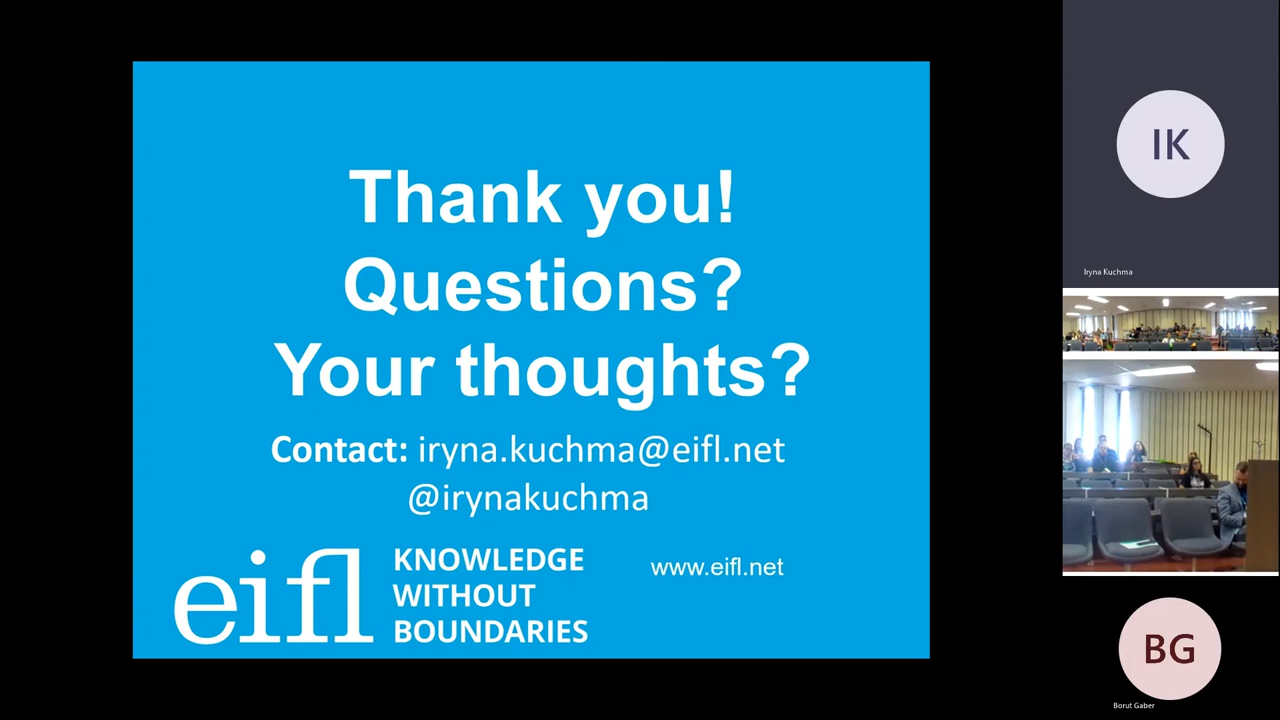 Thank you!
Questions?
Your thoughts?
Contact: iryna.kuchma@eifl.net
@irynakuchma
eifl
KNOWLEDGE
WITHOUT
BOUNDARIES
www.eifl.net
IK
Iryna Kuchma
BG
Borut Gaber